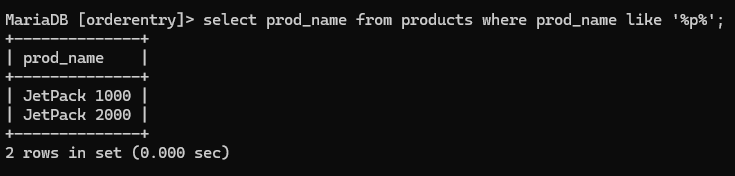 MariaDB [orderentry]> select prod_name from products where prod_name like '%p%';
+--------------+
| prod_name    |
+--------------+
| JetPack 1000 |
| JetPack 2000 |
+--------------+
2 rows in set (0.000 sec)